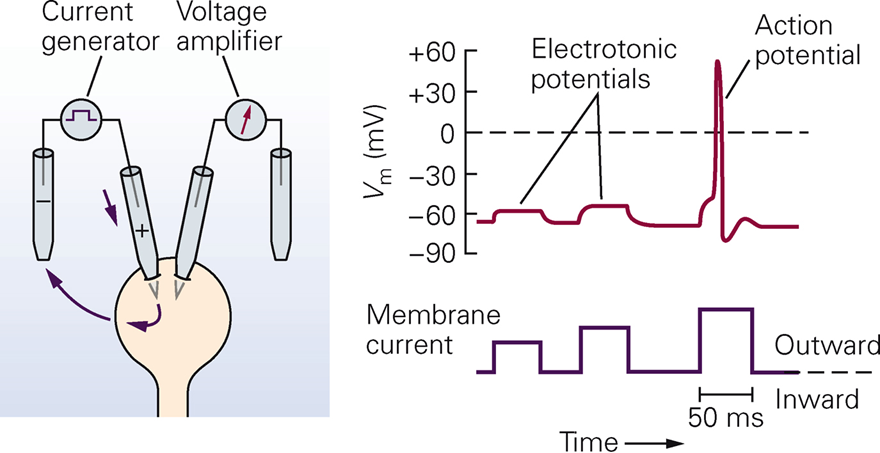 Current
generator
Voltage
amplifier
−
+
+60
+30
0
−30
−60
−90
Vm (mV)
Electrotonic
potentials
Action
potential
Membrane
current
Outward
Inward
50 ms
Time